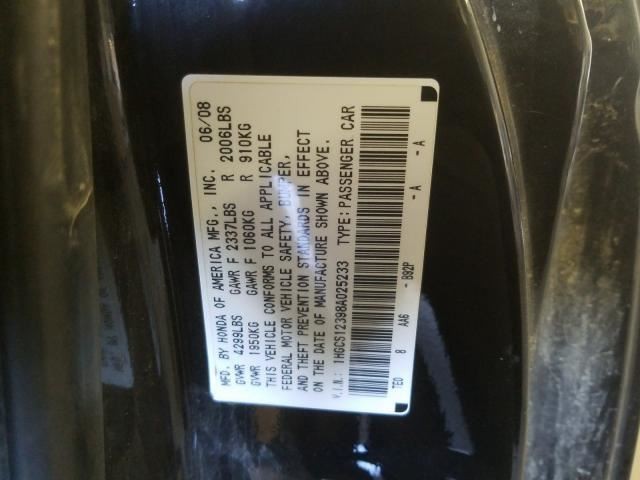 MFD. BY HONDA OF AMERICA MFG., INC. 06/08
GVWR 4299LBS GAWR F 2337LBS R 2006LBS
GVWR 1950KG GAWR F 1060KG R 910KG
THIS VEHICLE CONFORMS TO ALL APPLICABLE
FEDERAL MOTOR VEHICLE SAFETY, BUMPER,
AND THEFT PREVENTION STANDARDS IN EFFECT
ON THE DATE OF MANUFACTURE SHOWN ABOVE.
V.I.N.: 1HGCS12398A025233 TYPE: PASSENGER CAR
TE0 AA6 - B92P -A -A
8